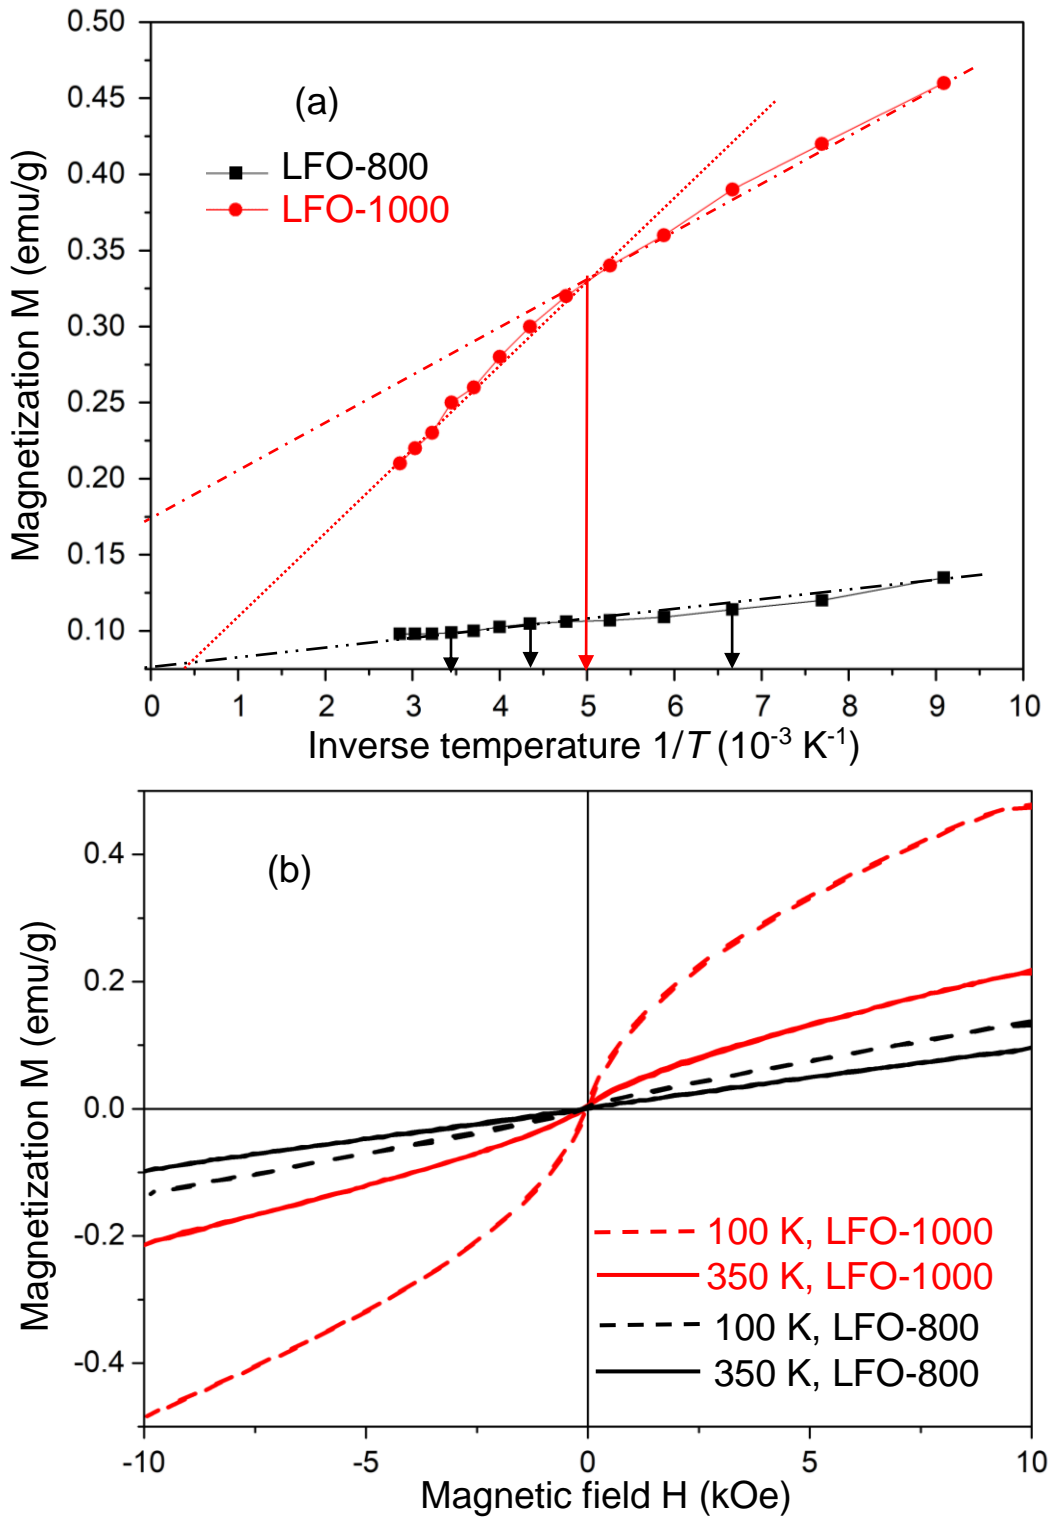 0.50
0.45
0.40
0.35
0.30
0.25
0.20
0.15
0.10
Magnetization M (emu/g)
(a)
LFO-800
LFO-1000
0 1 2 3 4 5 6 7 8 9 10
Inverse temperature 1/T (10⁻³ K⁻¹)
0.4
0.2
0.0
-0.2
-0.4
Magnetization M (emu/g)
(b)
100 K, LFO-1000
350 K, LFO-1000
100 K, LFO-800
350 K, LFO-800
-10 -5 0 5 10
Magnetic field H (kOe)